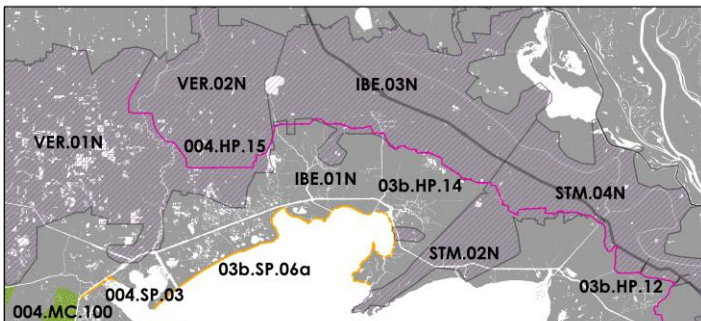 VER.02N
IBE.03N
VER.01N
004.HP.15
IBE.01N
03b.HP.14
STM.04N
STM.02N
03b.SP.06a
03b.HP.12
004.SP.03
004.MC.100